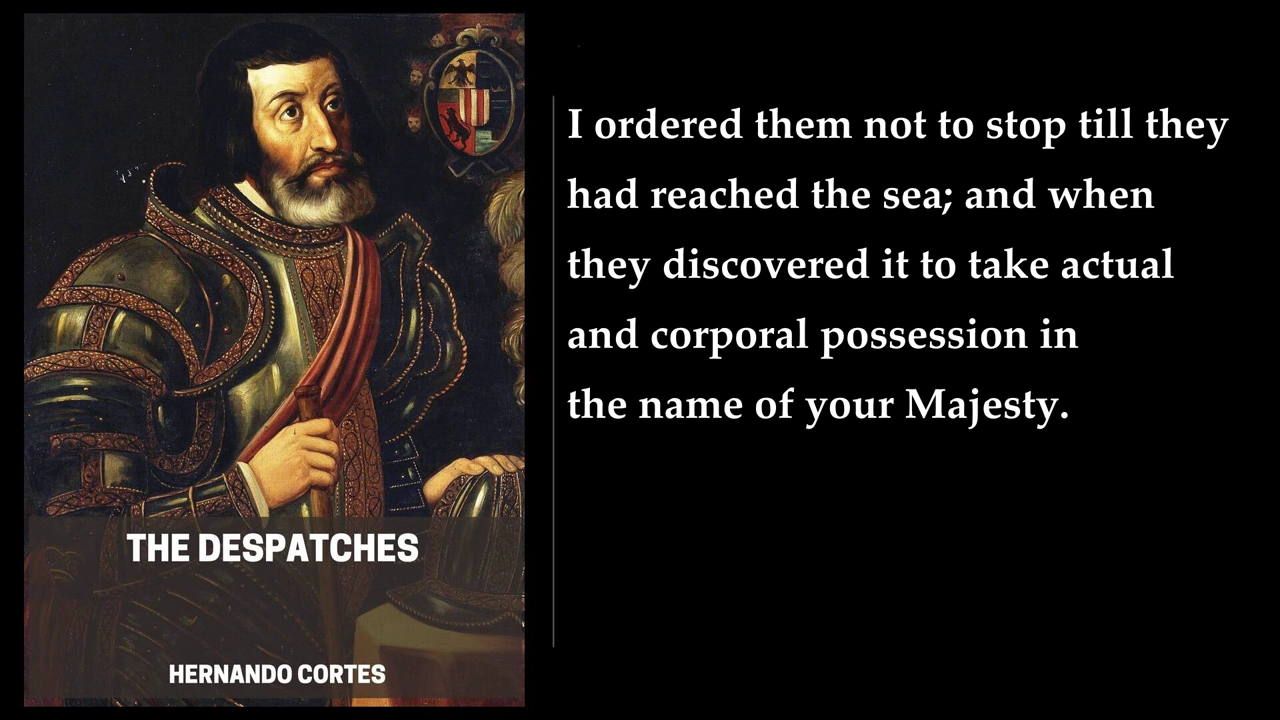 THE DESPATCHES
HERNANDO CORTES
I ordered them not to stop till they
had reached the sea; and when
they discovered it to take actual
and corporal possession in
the name of your Majesty.